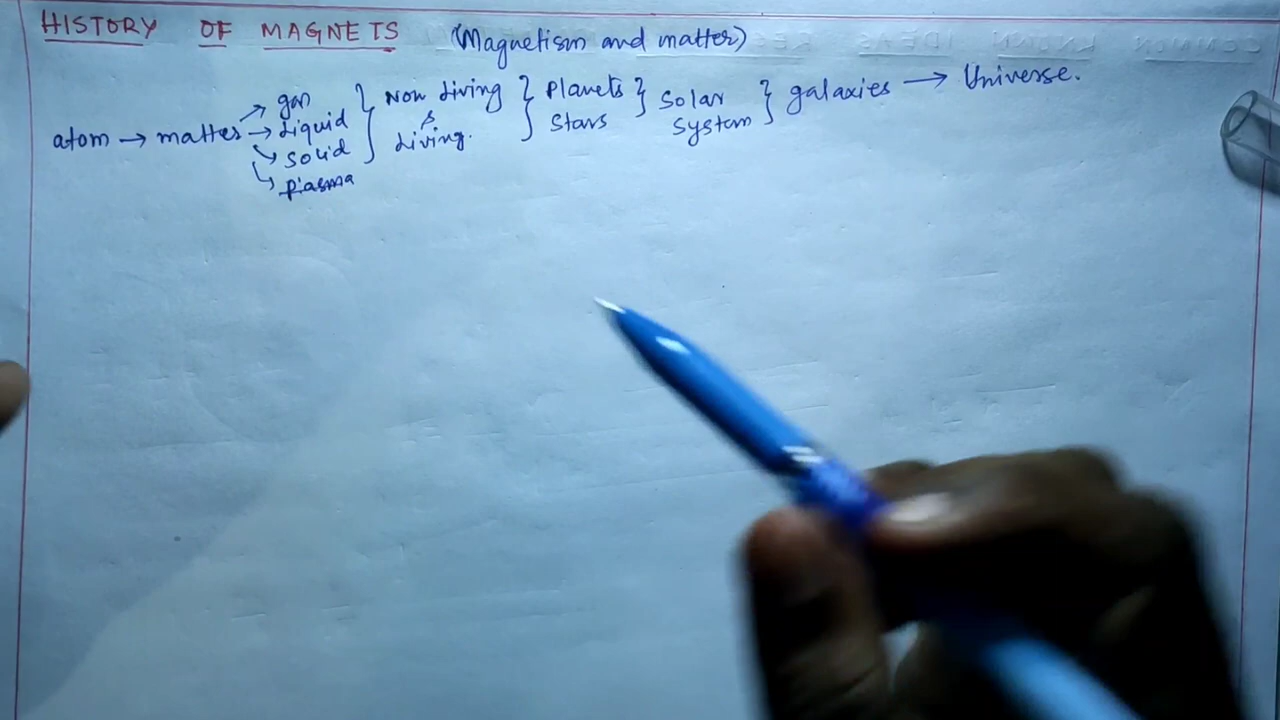 HISTORY OF MAGNETS (Magnetism and matter)
atom → matter → gas } Non living } Planets } Solar } galaxies → Universe.
→ Liquid & Stars System
→ solid living.
→ plasma